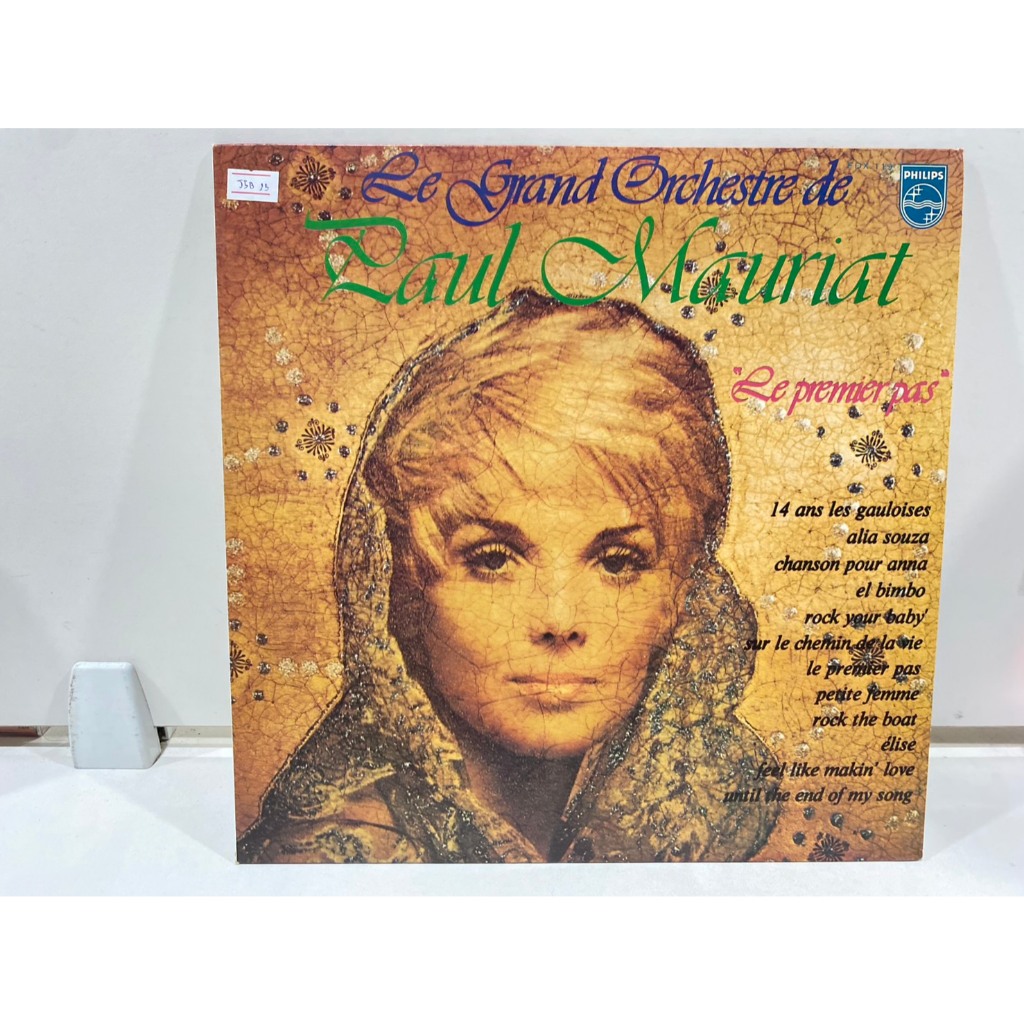 J5B 25
Le Grand Orchestre de
PHILIPS
Paul Mauriat
"Le premier pas"
14 ans les gauloises
alia souza
chanson pour anna
el bimbo
rock your baby'
sur le chemin de la vie
le premier pas
petite femme
rock the boat
élise
feel like makin' love
until the end of my song